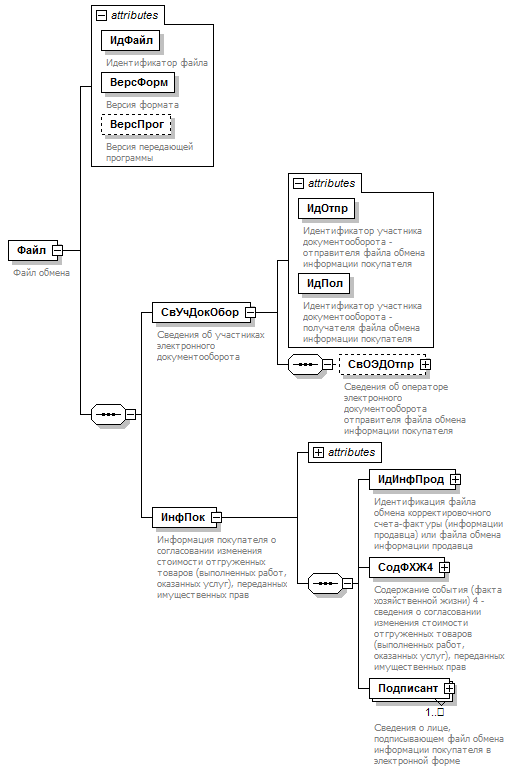 attributes
ИдФайл
Идентификатор файла
ВерсФорм
Версия формата
ВерсПрог
Версия передающей
программы
Файл
Файл обмена
attributes
ИдОтпр
Идентификатор участника
документооборота -
отправителя файла обмена
информации покупателя
ИдПол
Идентификатор участника
документооборота -
получателя файла обмена
информации покупателя
СвУчДокОбор
Сведения об участниках
электронного
документооборота
СвОЭДОтпр
Сведения об операторе
электронного
документооборота
отправителя файла обмена
информации покупателя
attributes
ИнфПок
Информация покупателя о
согласовании изменения
стоимости отгруженных
товаров (выполненных работ,
оказанных услуг), переданных
имущественных прав
ИдИнфПрод
Идентификация файла
обмена корректировочного
счета-фактуры (информации
продавца) или файла обмена
информации продавца
СодФХЖ4
Содержание события (факта
хозяйственной жизни) 4 -
сведения о согласовании
изменения стоимости
отгруженных товаров
(выполненных работ,
оказанных услуг), переданных
имущественных прав
Подписант
1..
Сведения о лице,
подписывающем файл обмена
информации покупателя в
электронной форме